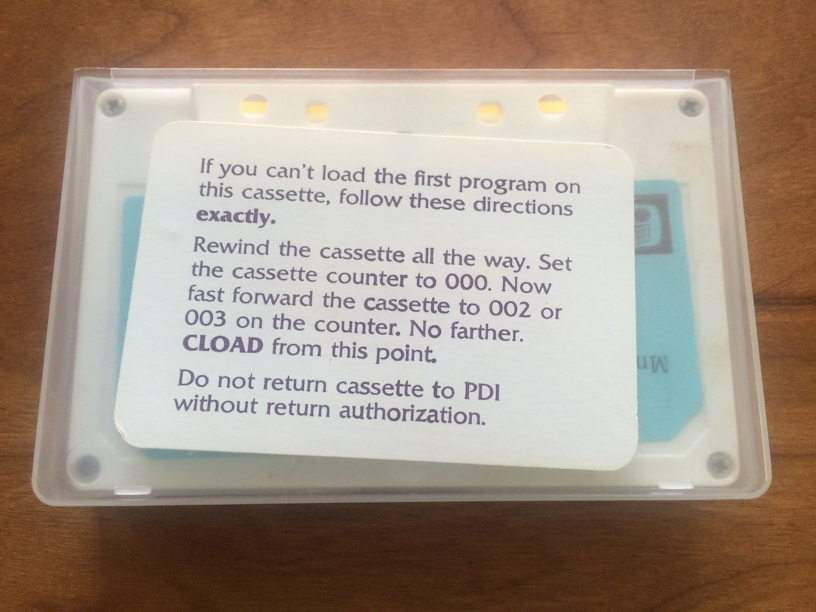 If you can't load the first program on
this cassette, follow these directions
exactly.
Rewind the cassette all the way. Set
the cassette counter to 000. Now
fast forward the cassette to 002 or
003 on the counter. No farther.
CLOAD from this point.
Do not return cassette to PDI
without return authorization.